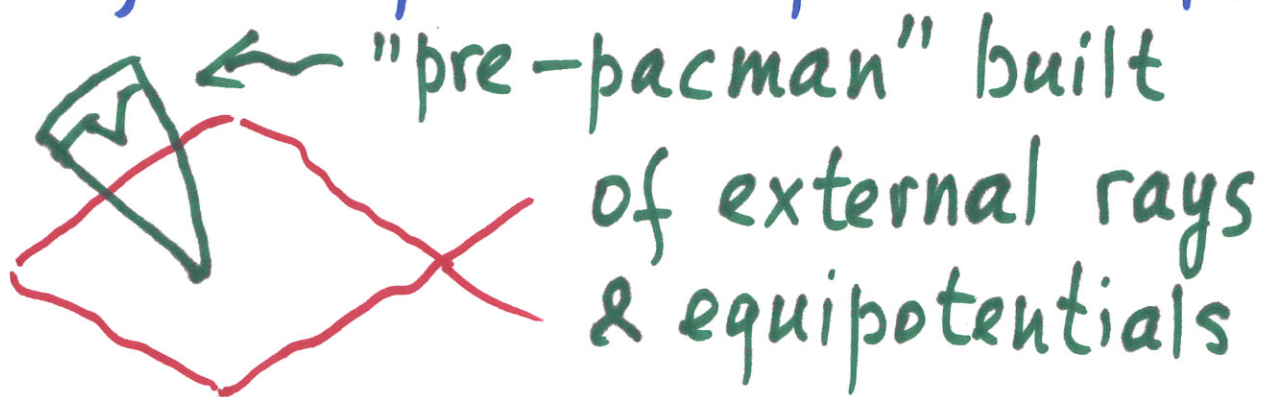 "pre-pacman" built
of external rays
& equipotentials